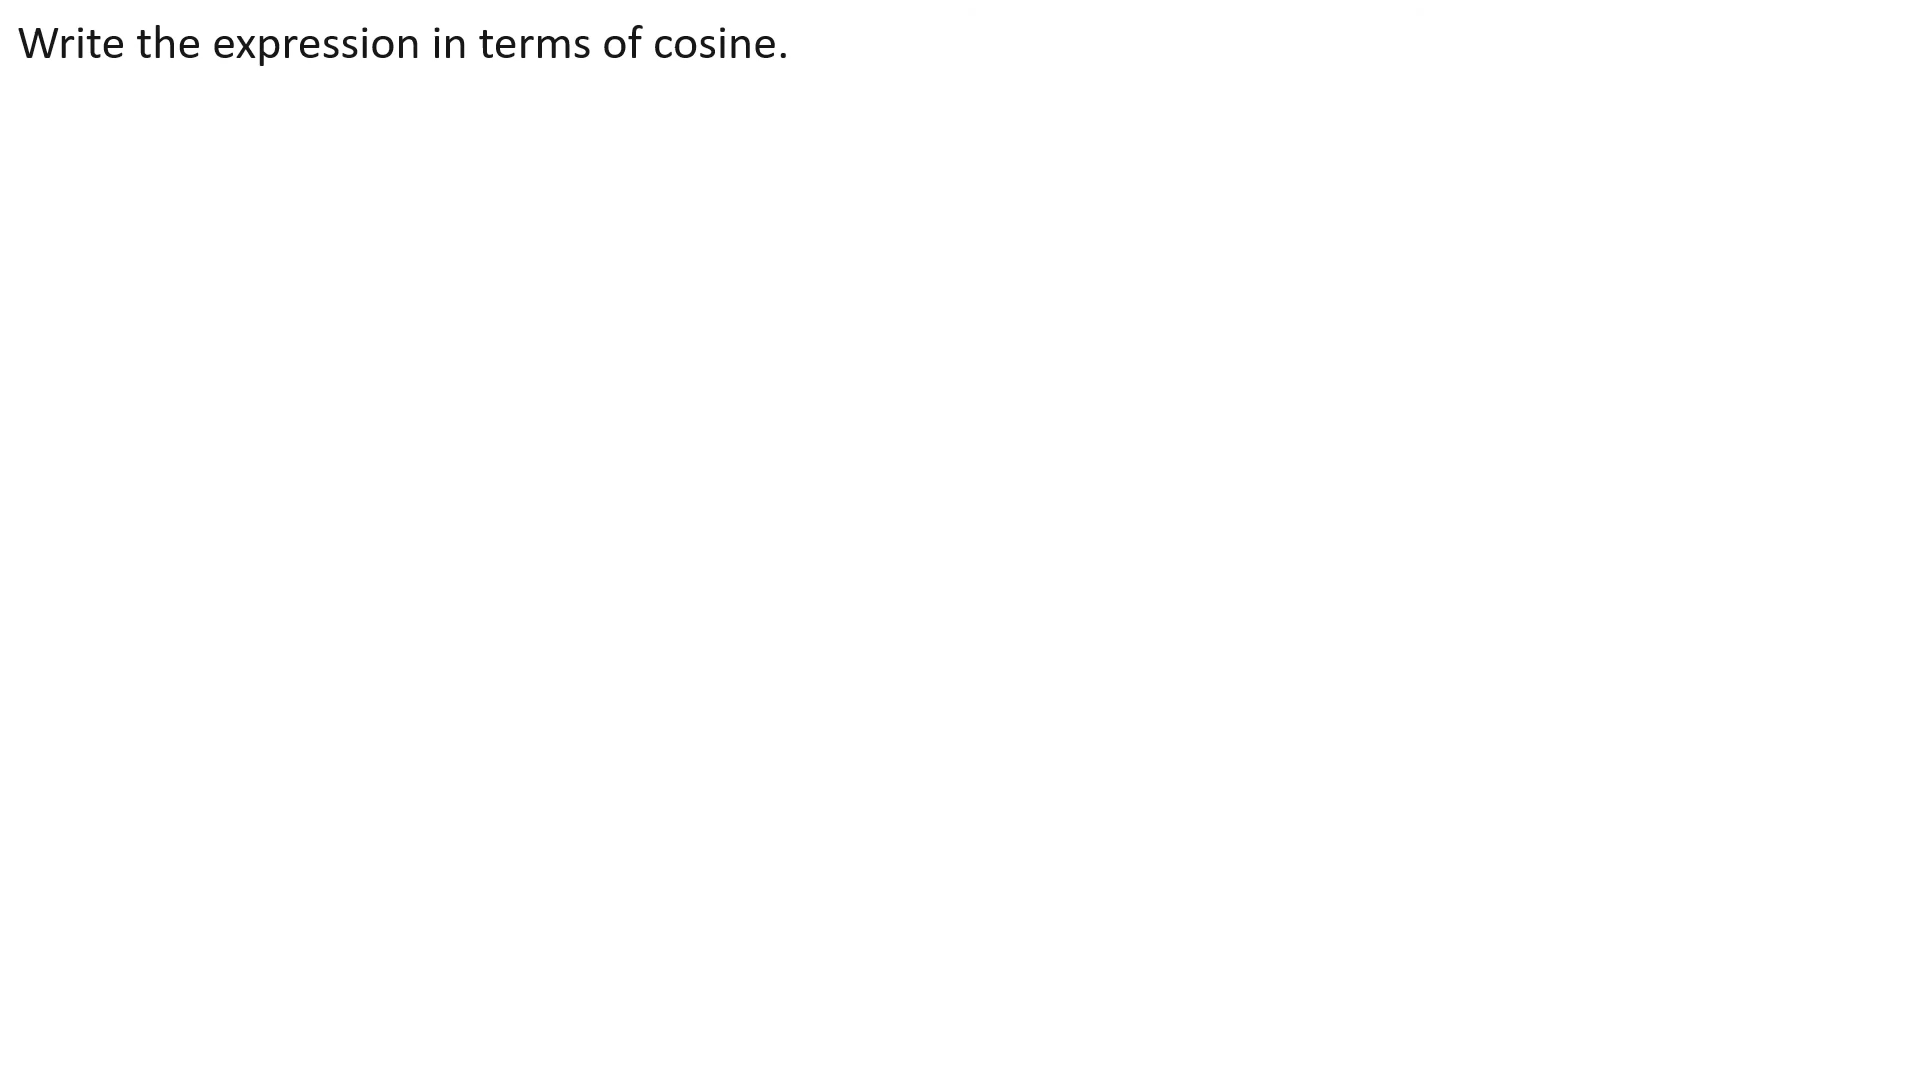 Write the expression in terms of cosine.